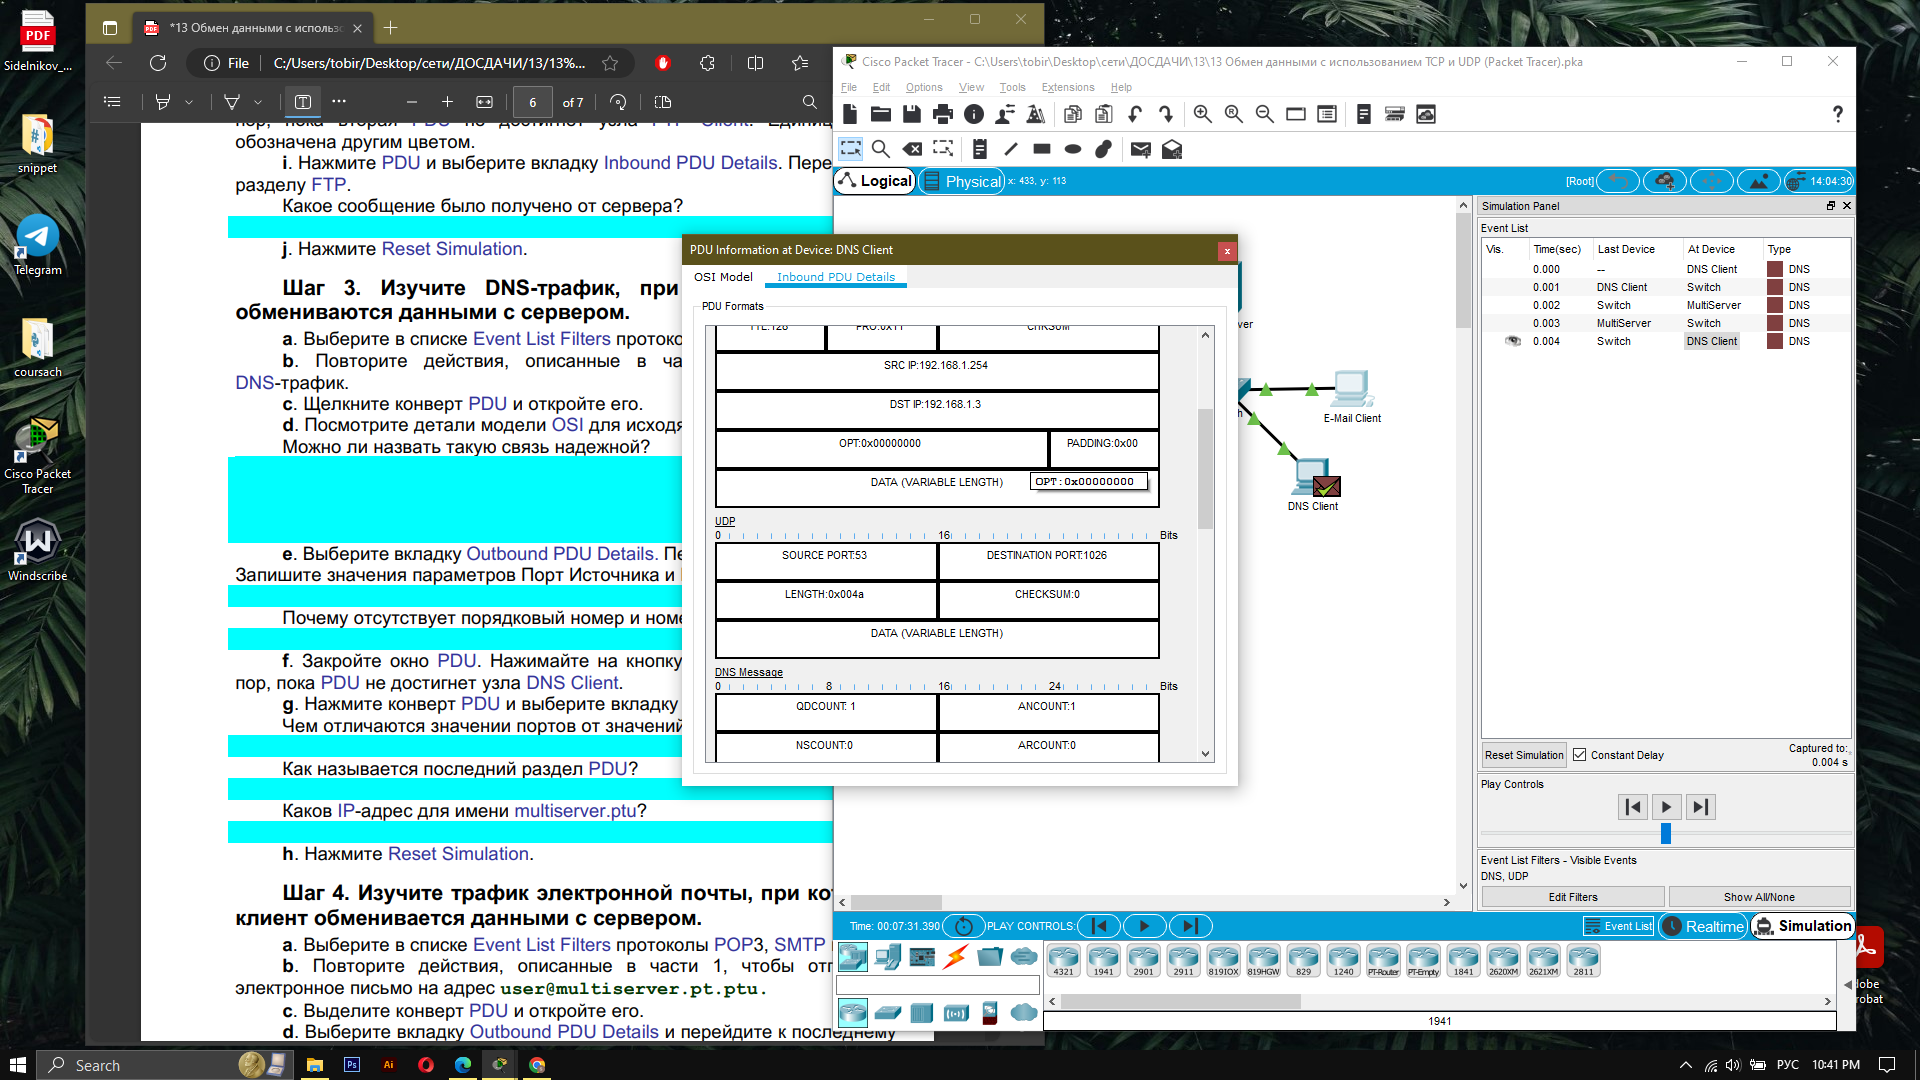 Sidelnikov_...
snippet
Telegram
coursach
Cisco Packet
Tracer
Windscribe
*13 Обмен данными с использо
File
C:/Users/tobir/Desktop/сети/ДОСДАЧИ/13/13%...
6 of 7
обозначена другим цветом.
i. Нажмите PDU и выберите вкладку Inbound PDU Details. Пере
разделу FTP.
Какое сообщение было получено от сервера?
j. Нажмите Reset Simulation.
Шаг 3. Изучите DNS-трафик, при
обмениваются данными с сервером.
a. Выберите в списке Event List Filters протоко
b. Повторите действия, описанные в ча
DNS-трафик.
c. Щелкните конверт PDU и откройте его.
d. Посмотрите детали модели OSI для исходя
Можно ли назвать такую связь надежной?
e. Выберите вкладку Outbound PDU Details. Пе
Запишите значения параметров Порт Источника и
Почему отсутствует порядковый номер и номе
f. Закройте окно PDU. Нажимайте на кнопку
пор, пока PDU не достигнет узла DNS Client.
g. Нажмите конверт PDU и выберите вкладку
Чем отличаются значении портов от значений
Как называется последний раздел PDU?
Каков IP-адрес для имени multiserver.ptu?
h. Нажмите Reset Simulation.
Шаг 4. Изучите трафик электронной почты, при ко
клиент обменивается данными с сервером.
a. Выберите в списке Event List Filters протоколы POP3, SMTP
b. Повторите действия, описанные в части 1, чтобы отп
электронное письмо на адрес user@multiserver.pt.ptu.
c. Выделите конверт PDU и откройте его.
d. Выберите вкладку Outbound PDU Details и перейдите к последнему
Cisco Packet Tracer - C:\Users\tobir\Desktop\сети\ДОСДАЧИ\13\13 Обмен данными с использованием TCP и UDP (Packet Tracer).pka
File Edit Options View Tools Extensions Help
Logical Physical x: 433, y: 113 [Root] 14:04:30
PDU Information at Device: DNS Client
OSI Model Inbound PDU Details
PDU Formats
TTL:128 PRO:0x11 CHKSUM
SRC IP:192.168.1.254
DST IP:192.168.1.3
OPT:0x00000000 PADDING:0x00
DATA (VARIABLE LENGTH)
OPT:0x00000000
UDP
0 16 Bits
SOURCE PORT:53 DESTINATION PORT:1026
LENGTH:0x004a CHECKSUM:0
DATA (VARIABLE LENGTH)
DNS Message
0 8 16 24 Bits
QDCOUNT: 1 ANCOUNT:1
NSCOUNT:0 ARCOUNT:0
ver
h
E-Mail Client
DNS Client
Simulation Panel
Event List
Vis. Time(sec) Last Device At Device Type
0.000 -- DNS Client DNS
0.001 DNS Client Switch DNS
0.002 Switch MultiServer DNS
0.003 MultiServer Switch DNS
0.004 Switch DNS Client DNS
Reset Simulation Constant Delay
Captured to:
0.004 s
Play Controls
Event List Filters - Visible Events
DNS, UDP
Edit Filters Show All/None
Time: 00:07:31.390 PLAY CONTROLS: Event List Realtime Simulation
4321 1941 2901 2911 819IOX 819HGW 829 1240 PT-Router PT-Empty 1841 2620XM 2621XM 2811
1941
dobe
robat
Search
Ps
Ai
РУС
10:41 PM